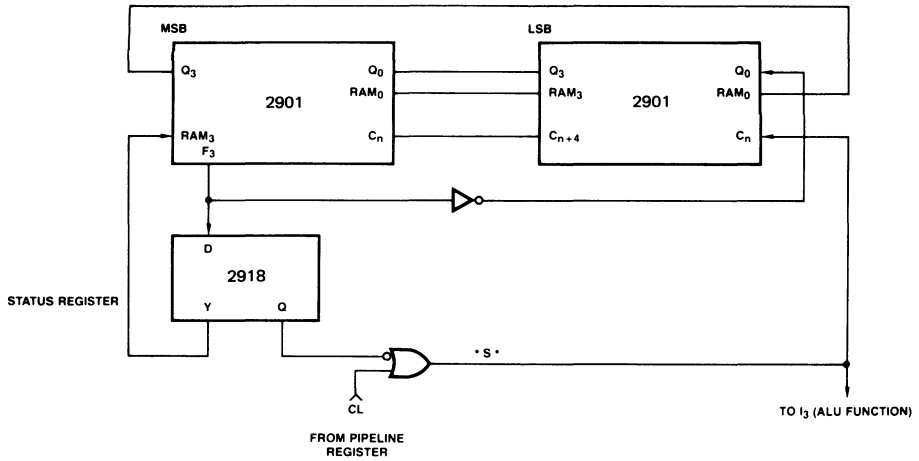 MSB
LSB
Q3
Q0
Q3
Q0
2901
2901
RAM0
RAM3
RAM0
RAM3
Cn
Cn+4
Cn
F3
D
2918
STATUS REGISTER
Y
Q
"S"
CL
TO I3 (ALU FUNCTION)
FROM PIPELINE
REGISTER